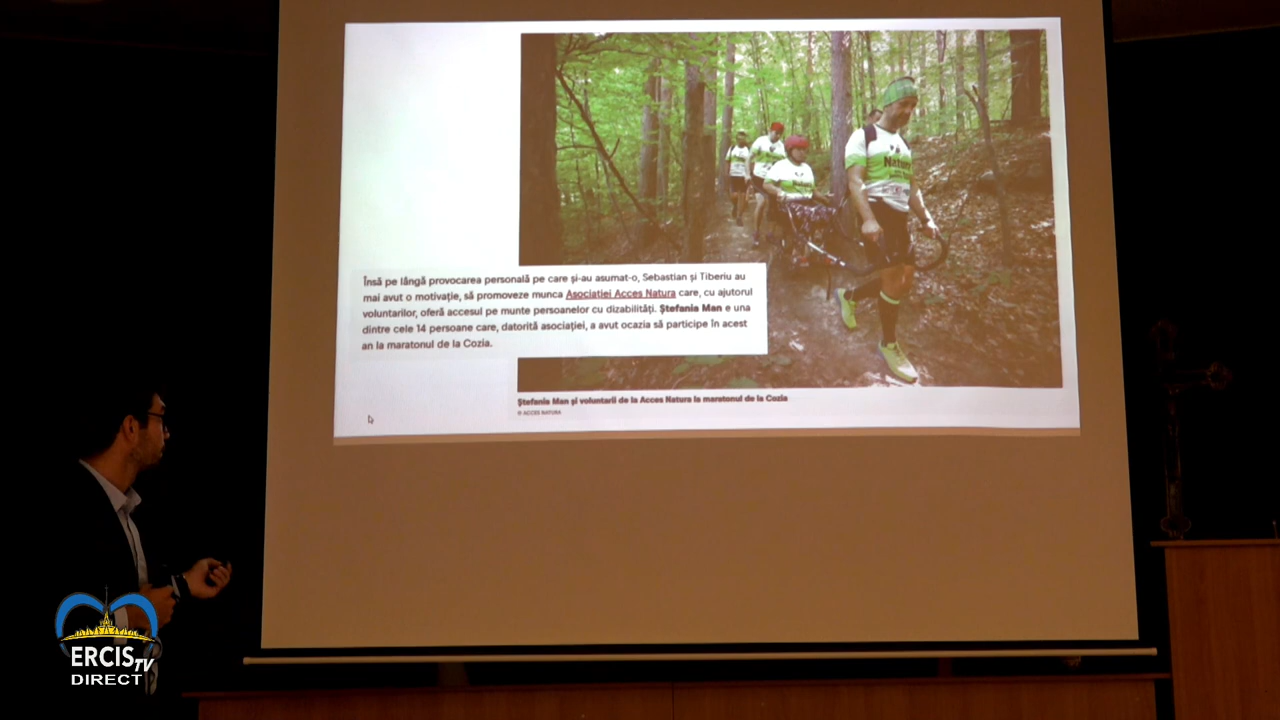 Natura
Însă pe lângă provocarea personală pe care și-au asumat-o, Sebastian și Tiberiu au
mai avut o motivație, să promoveze munca Asociației Acces Natura care, cu ajutorul
voluntarilor, oferă accesul pe munte persoanelor cu dizabilități. Ștefania Man e una
dintre cele 14 persoane care, datorită asociației, a avut ocazia să participe în acest
an la maratonul de la Cozia.
Ștefania Man și voluntarii de la Acces Natura la maratonul de la Cozia
© ACCES NATURA
ERCIS TV
DIRECT